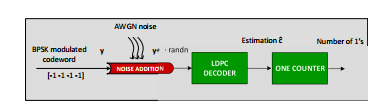 AWGN noise
BPSK modulated
codeword
y
y+ · randn
Estimation ĉ
Number of 1's
[+1 +1 +1 +1]
NOISE ADDITION
LDPC
DECODER
ONE COUNTER